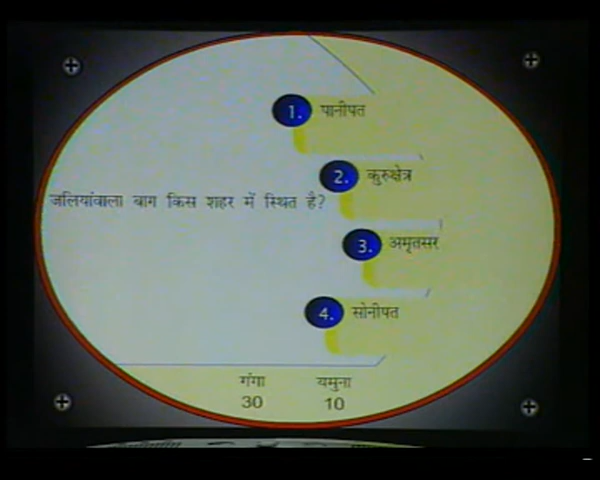 1. पानीपत
2. कुरुक्षेत्र
जलियांवाला बाग किस शहर में स्थित है?
3. अमृतसर
4. सोनीपत
गंगा यमुना
30 10